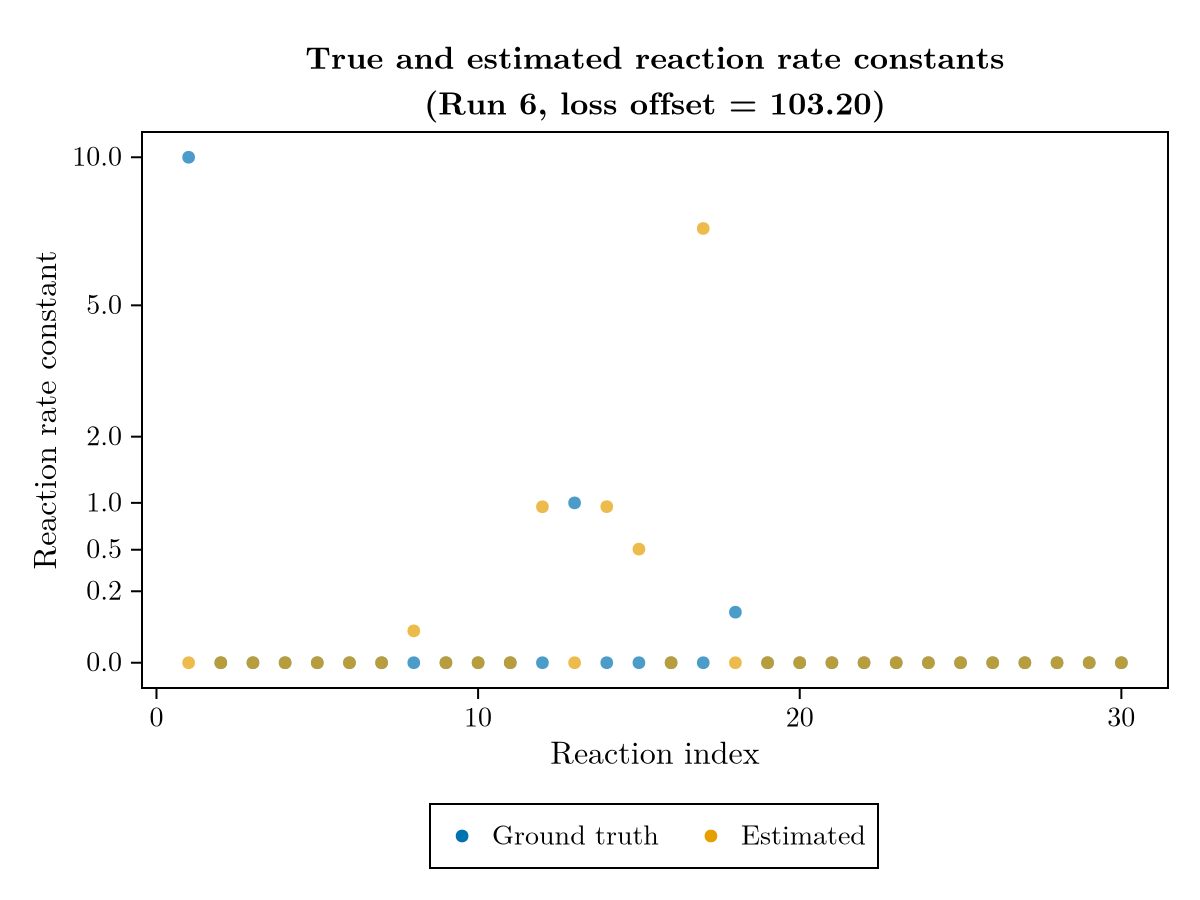 True and estimated reaction rate constants
(Run 6, loss offset = 103.20)
Reaction rate constant
10.0
5.0
2.0
1.0
0.5
0.2
0.0
0 10 20 30
Reaction index
Ground truth Estimated